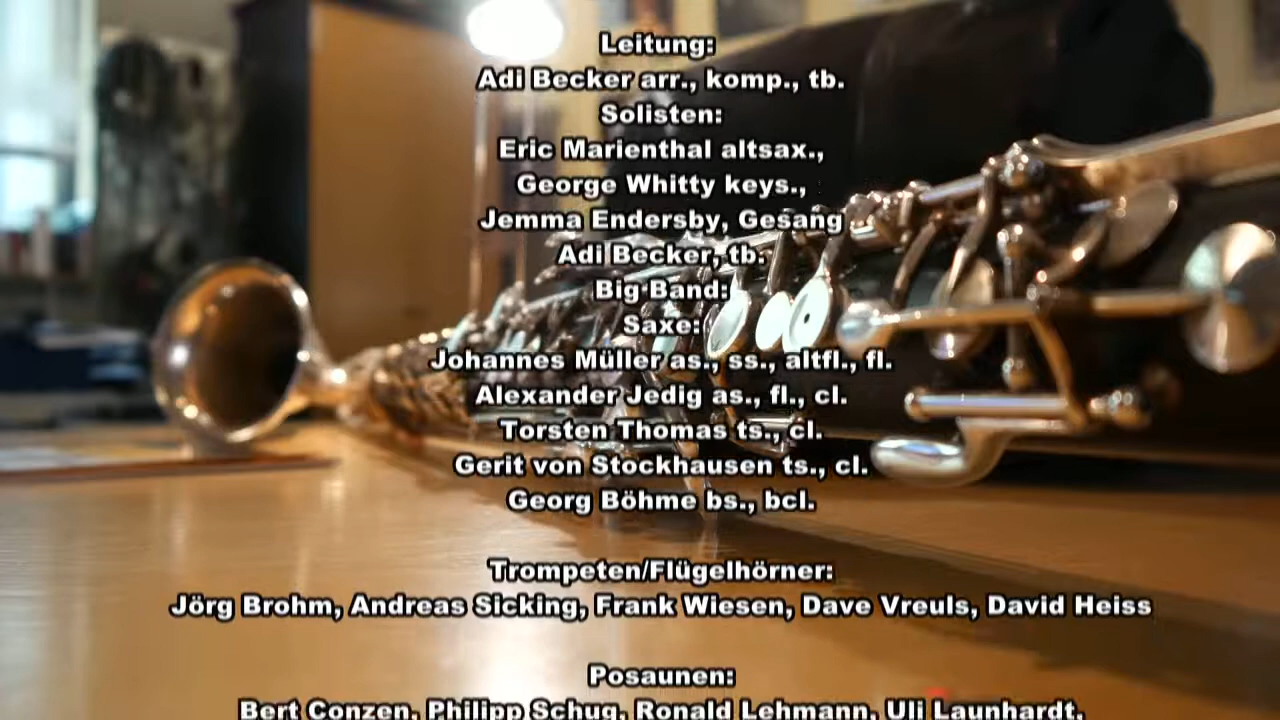 Leitung:
Adi Becker arr., komp., tb.
Solisten:
Eric Marienthal altsax.,
George Whitty keys.,
Jemma Endersby, Gesang
Adi Becker, tb.
Big Band:
Saxe:
Johannes Müller as., ss., altfl., fl.
Alexander Jedig as., fl., cl.
Torsten Thomas ts., cl.
Gerit von Stockhausen ts., cl.
Georg Böhme bs., bcl.
Trompeten/Flügelhörner:
Jörg Brohm, Andreas Sicking, Frank Wiesen, Dave Vreuls, David Heiss
Posaunen:
Bert Conzen, Philipp Schug, Ronald Lehmann, Uli Launhardt,